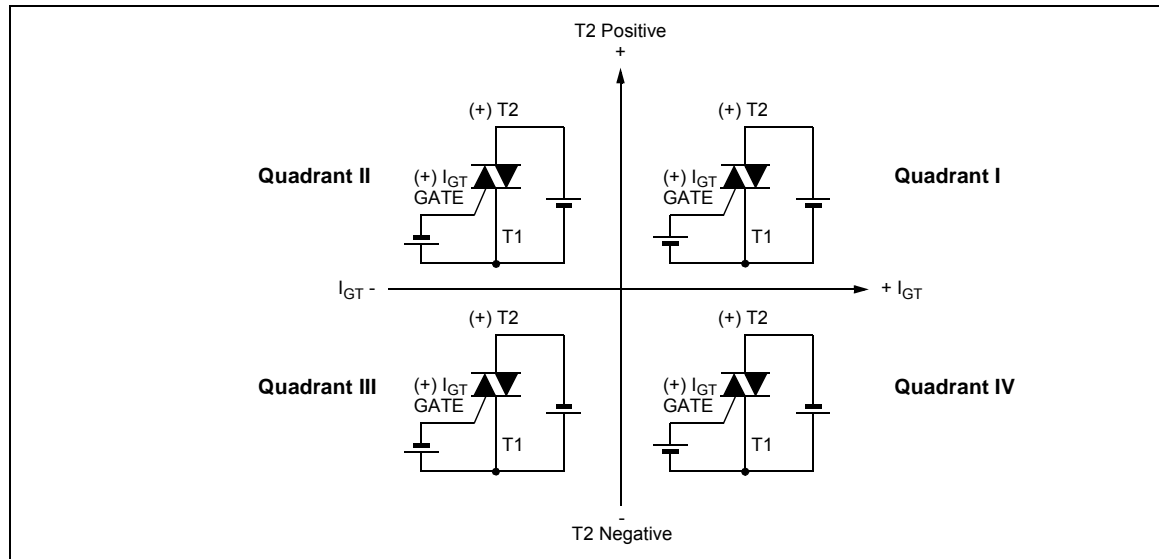 T2 Positive
+
(+) T2
Quadrant II
(+) IGT
GATE
T1
(+) T2
(+) IGT
GATE
T1
Quadrant I
IGT -
+ IGT
(+) T2
Quadrant III
(+) IGT
GATE
T1
(+) T2
(+) IGT
GATE
T1
Quadrant IV
-
T2 Negative